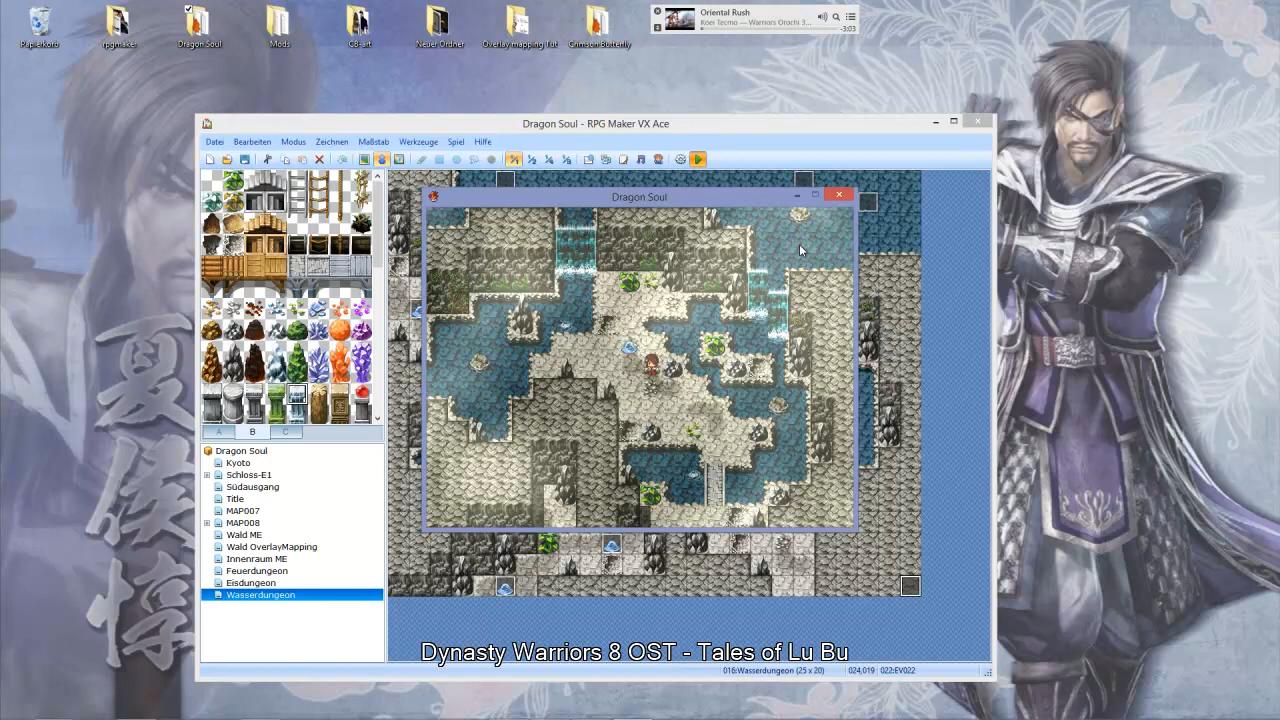 Papierkorb
rpgmaker
Dragon Soul
Mods
CB-art
Neuer Ordner
Overlay mapping Tut
Crimson Butterfly
Oriental Rush
Koei Tecmo — Warriors Orochi 3...
-3:03
Dragon Soul - RPG Maker VX Ace
Datei Bearbeiten Modus Zeichnen Maßstab Werkzeuge Spiel Hilfe
Dragon Soul
A B C
Dragon Soul
Kyoto
Schloss-E1
Südausgang
Title
MAP007
MAP008
Wald ME
Wald OverlayMapping
Innenraum ME
Feuerdungeon
Eisdungeon
Wasserdungeon
夏侯惇
Dynasty Warriors 8 OST - Tales of Lu Bu
016:Wasserdungeon (25 x 20) 024,019 022:EV022